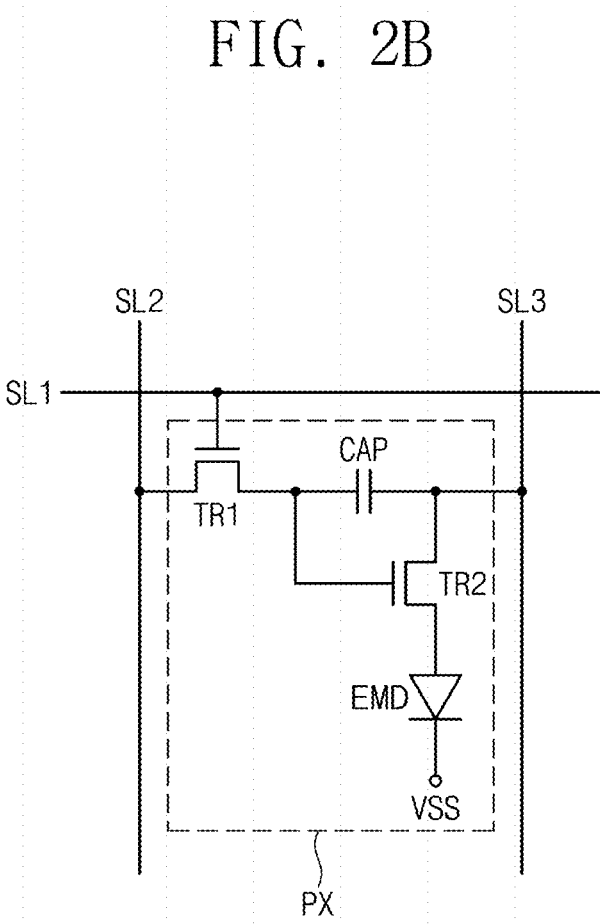 FIG. 2B
SL2
SL3
SL1
CAP
TR1
TR2
EMD
VSS
PX